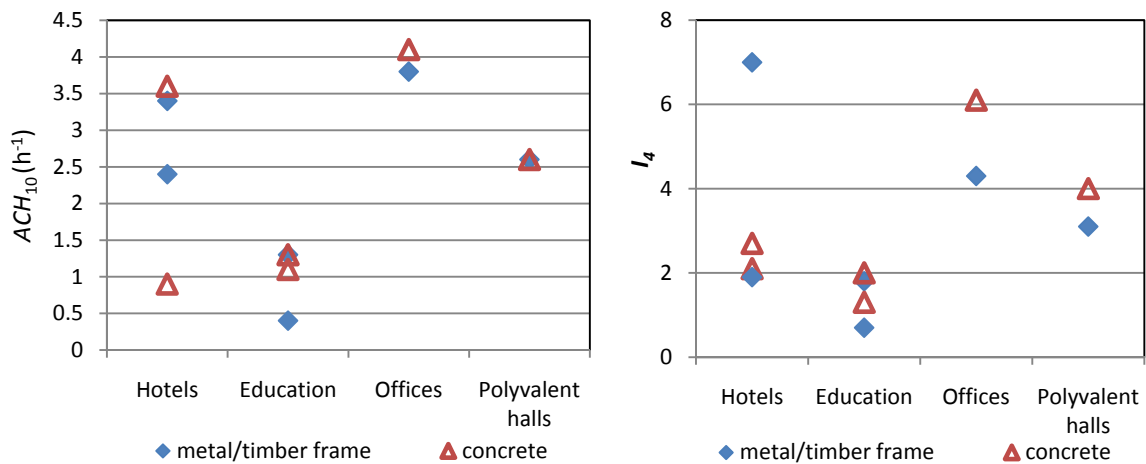 4.5
4
3.5
3
2.5
2
1.5
1
0.5
0
ACH10 (h-1)
Hotels
Education
Offices
Polyvalent
halls
metal/timber frame
concrete
8
6
4
2
0
I4
Hotels
Education
Offices
Polyvalent
halls
metal/timber frame
concrete